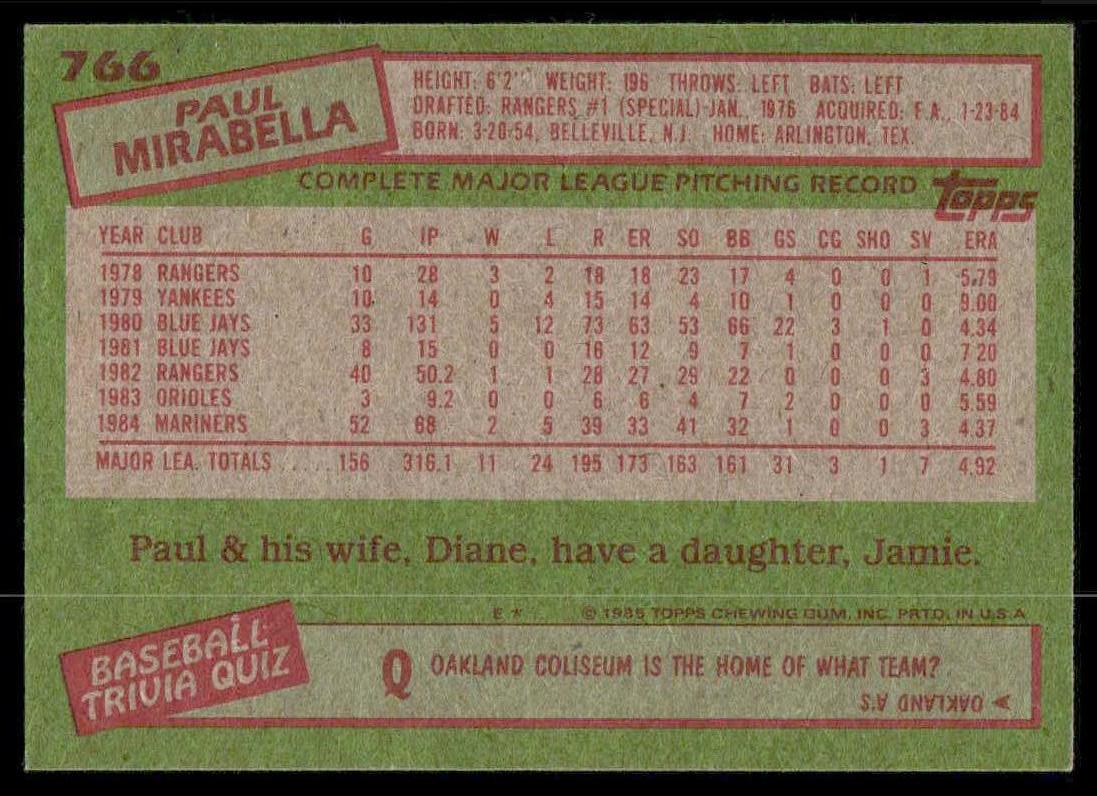 766
PAUL
MIRABELLA
HEIGHT: 6'2" WEIGHT: 196 THROWS: LEFT BATS: LEFT
DRAFTED: RANGERS #1 (SPECIAL)-JAN., 1976 ACQUIRED: F.A., 1-23-84
BORN: 3-20-54, BELLEVILLE, N.J. HOME: ARLINGTON, TEX.
COMPLETE MAJOR LEAGUE PITCHING RECORD
topps
YEAR CLUB G IP W L R ER SO BB GS CG SHO SV ERA
1978 RANGERS 10 28 3 2 18 18 23 17 4 0 0 1 5.79
1979 YANKEES 10 14 0 4 15 14 4 10 1 0 0 0 9.00
1980 BLUE JAYS 33 131 5 12 73 63 53 66 22 3 1 0 4.34
1981 BLUE JAYS 8 15 0 0 16 12 9 7 1 0 0 0 7.20
1982 RANGERS 40 50.2 1 1 28 27 29 22 0 0 0 3 4.80
1983 ORIOLES 3 9.2 0 0 6 6 4 7 2 0 0 0 5.59
1984 MARINERS 52 68 2 5 39 33 41 32 1 0 0 3 4.37
MAJOR LEA. TOTALS ..... 156 316.1 11 24 195 173 163 161 31 3 1 7 4.92
Paul & his wife, Diane, have a daughter, Jamie.
E * © 1985 TOPPS CHEWING GUM, INC. PRTD. IN U.S.A.
BASEBALL
TRIVIA QUIZ
Q OAKLAND COLISEUM IS THE HOME OF WHAT TEAM?
OAKLAND A'S